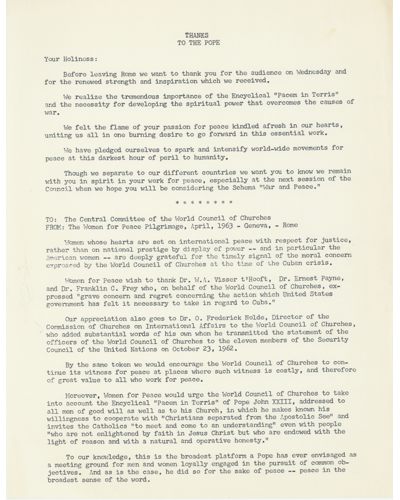 THANKS
TO THE POPE
Your Holiness:
Before leaving Rome we want to thank you for the audience on Wednesday and
for the renewed strength and inspiration which we received.
We realize the tremendous importance of the Encyclical "Pacem in Terris"
and the necessity for developing the spiritual power that overcomes the causes of
war.
We felt the flame of your passion for peace kindled afresh in our hearts,
uniting us all in one burning desire to go forward in this essential work.
We have pledged ourselves to spark and intensify world-wide movements for
peace at this darkest hour of peril to humanity.
Though we separate to our different countries we want you to know we remain
with you in spirit in your work for peace, especially at the next session of the
Council when we hope you will be considering the Schema "War and Peace."
* * * * * * * *
TO: The Central Committee of the World Council of Churches
FROM: The Women for Peace Pilgrimage, April, 1963 - Geneva, - Rome
Women whose hearts are set on international peace with respect for justice,
rather than on national prestige by display of power -- and in particular the
American women -- are deeply grateful for the timely signal of the moral concern
expressed by the World Council of Churches at the time of the Cuban crisis.
Women for Peace wish to thank Dr. W.A. Visser t'Hooft, Dr. Ernest Payne,
and Dr. Franklin C. Frey who, on behalf of the World Council of Churches, ex-
pressed "grave concern and regret concerning the action which United States
government has felt it necessary to take in regard to Cuba."
Our appreciation also goes to Dr. O. Frederick Nolde, Director of the
Commission of Churches on International Affairs to the World Council of Churches,
who added substantial words of his own when he transmitted the statement of the
officers of the World Council of Churches to the eleven members of the Security
Council of the United Nations on October 23, 1962.
By the same token we would encourage the World Council of Churches to con-
tinue its witness for peace at places where such witness is costly, and therefore
of great value to all who work for peace.
Moreover, Women for Peace would urge the World Council of Churches to take
into account the Encyclical "Pacem in Terris" of Pope John XXIII, addressed to
all men of good will as well as to his Church, in which he makes known his
willingness to cooperate with "Christians separated from the Apostolic See" and
invites the Catholics "to meet and come to an understanding" even with people
"who are not enlightened by faith in Jesus Christ but who are endowed with the
light of reason and with a natural and operative honesty."
To our knowledge, this is the broadest platform a Pope has ever envisaged as
a meeting ground for men and women loyally engaged in the pursuit of common ob-
jectives. And as is the case, he did so for the make of peace -- peace in the
broadest sense of the word.